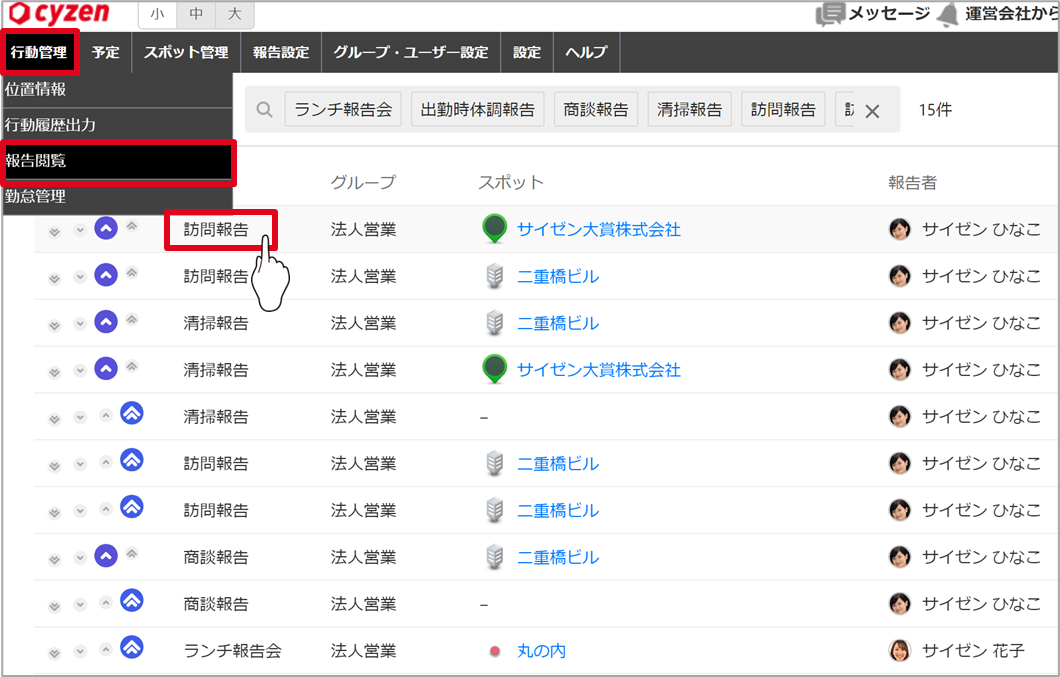 cyzen 小 中 大 メッセージ 運営会社から
行動管理 予定 スポット管理 報告設定 グループ・ユーザー設定 設定 ヘルプ
位置情報
行動履歴出力
報告閲覧
勤怠管理
ランチ報告会 出勤時体調報告 商談報告 清掃報告 訪問報告 15件
グループ スポット 報告者
訪問報告 法人営業 サイゼン大賞株式会社 サイゼン ひなこ
訪問報告 法人営業 二重橋ビル サイゼン ひなこ
清掃報告 法人営業 二重橋ビル サイゼン ひなこ
清掃報告 法人営業 サイゼン大賞株式会社 サイゼン ひなこ
清掃報告 法人営業 – サイゼン ひなこ
訪問報告 法人営業 二重橋ビル サイゼン ひなこ
訪問報告 法人営業 二重橋ビル サイゼン ひなこ
商談報告 法人営業 二重橋ビル サイゼン ひなこ
商談報告 法人営業 – サイゼン ひなこ
ランチ報告会 法人営業 丸の内 サイゼン 花子